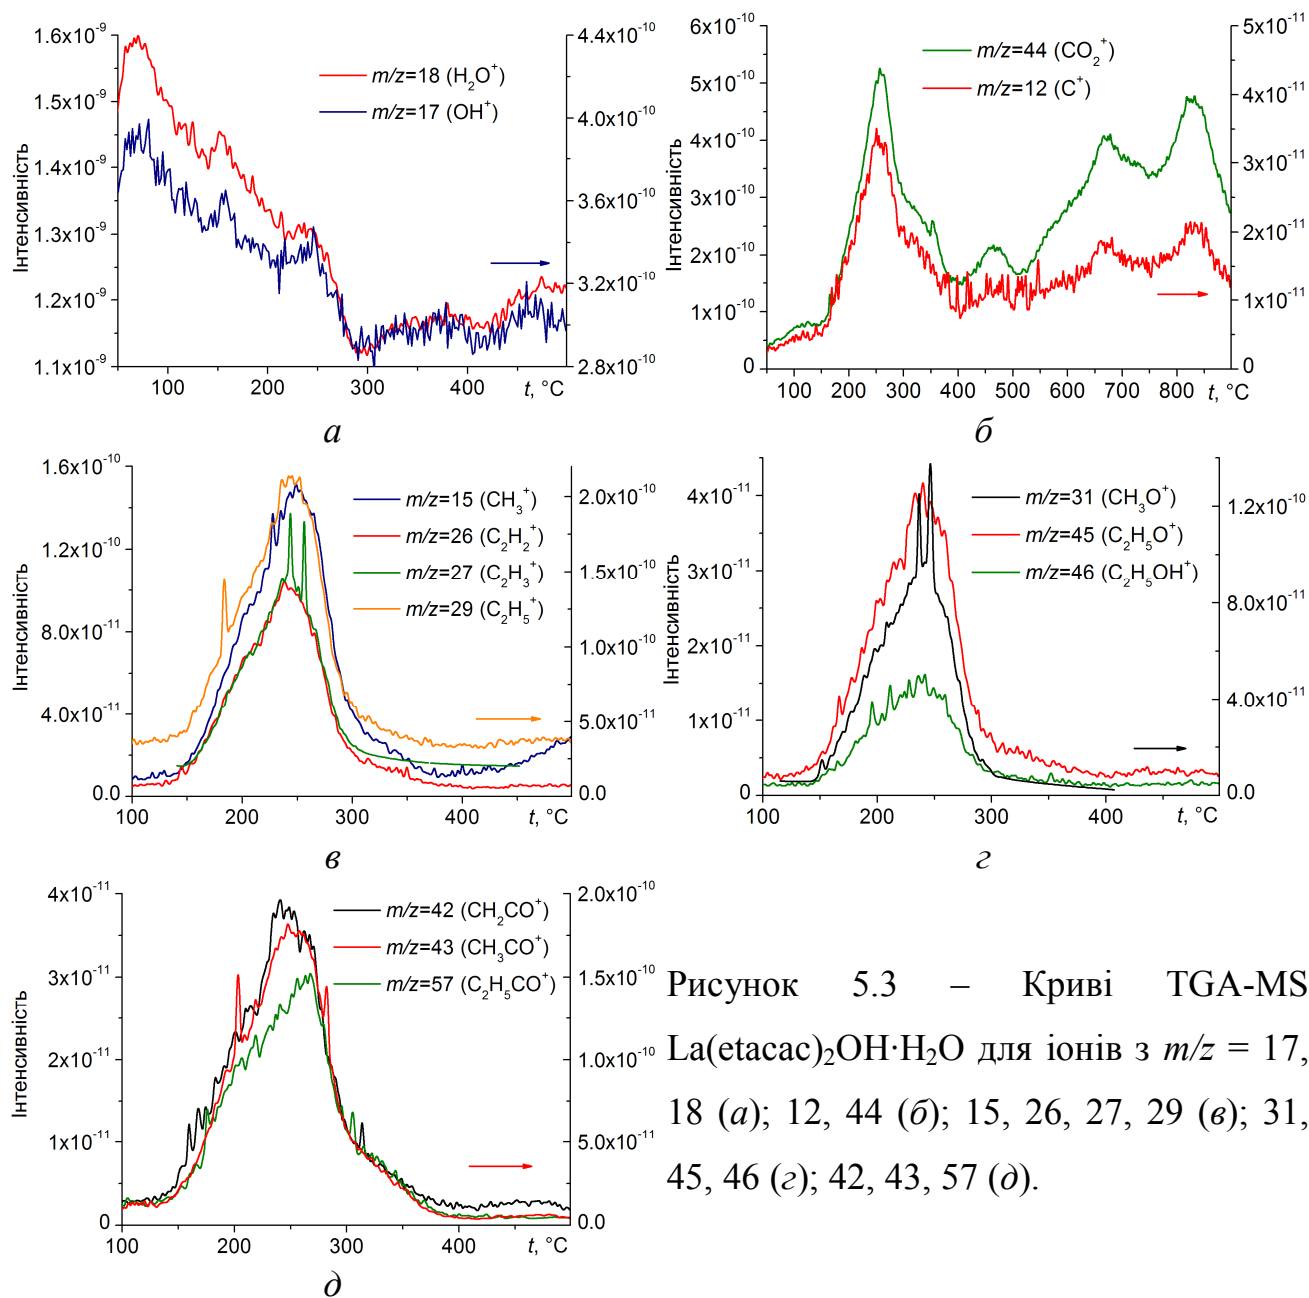 1.6x10⁻⁹
1.5x10⁻⁹
1.4x10⁻⁹
1.3x10⁻⁹
1.2x10⁻⁹
1.1x10⁻⁹
Інтенсивність
m/z=18 (H₂O⁺)
m/z=17 (OH⁺)
4.4x10⁻¹⁰
4.0x10⁻¹⁰
3.6x10⁻¹⁰
3.2x10⁻¹⁰
2.8x10⁻¹⁰
100 200 300 400 t, °C
а
6x10⁻¹⁰
5x10⁻¹⁰
4x10⁻¹⁰
3x10⁻¹⁰
2x10⁻¹⁰
1x10⁻¹⁰
0
Інтенсивність
m/z=44 (CO₂⁺)
m/z=12 (C⁺)
5x10⁻¹¹
4x10⁻¹¹
3x10⁻¹¹
2x10⁻¹¹
1x10⁻¹¹
0
100 200 300 400 500 600 700 800 t, °C
б
1.6x10⁻¹⁰
1.2x10⁻¹⁰
8.0x10⁻¹¹
4.0x10⁻¹¹
0.0
Інтенсивність
m/z=15 (CH₃⁺)
m/z=26 (C₂H₂⁺)
m/z=27 (C₂H₃⁺)
m/z=29 (C₂H₅⁺)
2.0x10⁻¹⁰
1.5x10⁻¹⁰
1.0x10⁻¹⁰
5.0x10⁻¹¹
0.0
100 200 300 400 t, °C
в
4x10⁻¹¹
3x10⁻¹¹
2x10⁻¹¹
1x10⁻¹¹
0
Інтенсивність
m/z=31 (CH₃O⁺)
m/z=45 (C₂H₅O⁺)
m/z=46 (C₂H₅OH⁺)
1.2x10⁻¹⁰
8.0x10⁻¹¹
4.0x10⁻¹¹
0.0
100 200 300 400 t, °C
г
4x10⁻¹¹
3x10⁻¹¹
2x10⁻¹¹
1x10⁻¹¹
0
Інтенсивність
m/z=42 (CH₂CO⁺)
m/z=43 (CH₃CO⁺)
m/z=57 (C₂H₅CO⁺)
2.0x10⁻¹⁰
1.5x10⁻¹⁰
1.0x10⁻¹⁰
5.0x10⁻¹¹
0.0
100 200 300 400 t, °C
д
Рисунок 5.3 – Криві TGA-MS
La(etacac)₂OH·H₂O для іонів з m/z = 17,
18 (а); 12, 44 (б); 15, 26, 27, 29 (в); 31,
45, 46 (г); 42, 43, 57 (д).